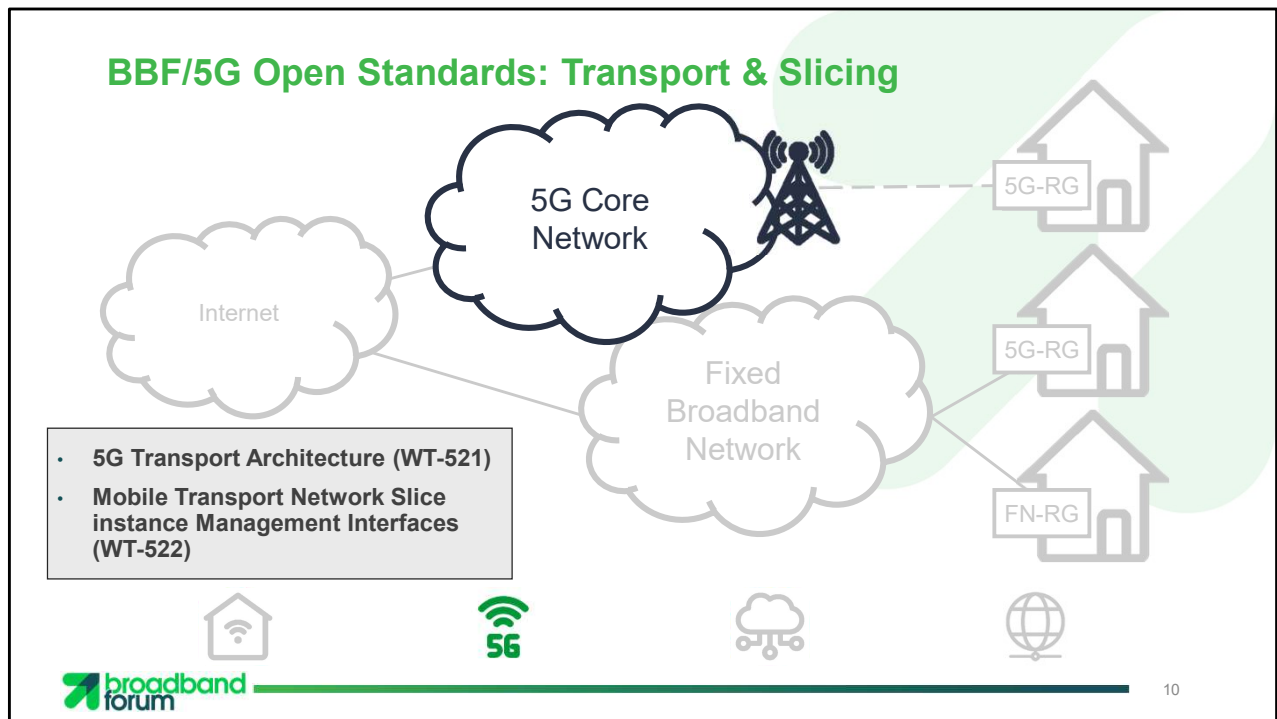 BBF/5G Open Standards: Transport & Slicing
5G Core
Network
5G-RG
Internet
5G-RG
Fixed
Broadband
Network
• 5G Transport Architecture (WT-521)
• Mobile Transport Network Slice
instance Management Interfaces
(WT-522)
FN-RG
5G
broadband
forum
10